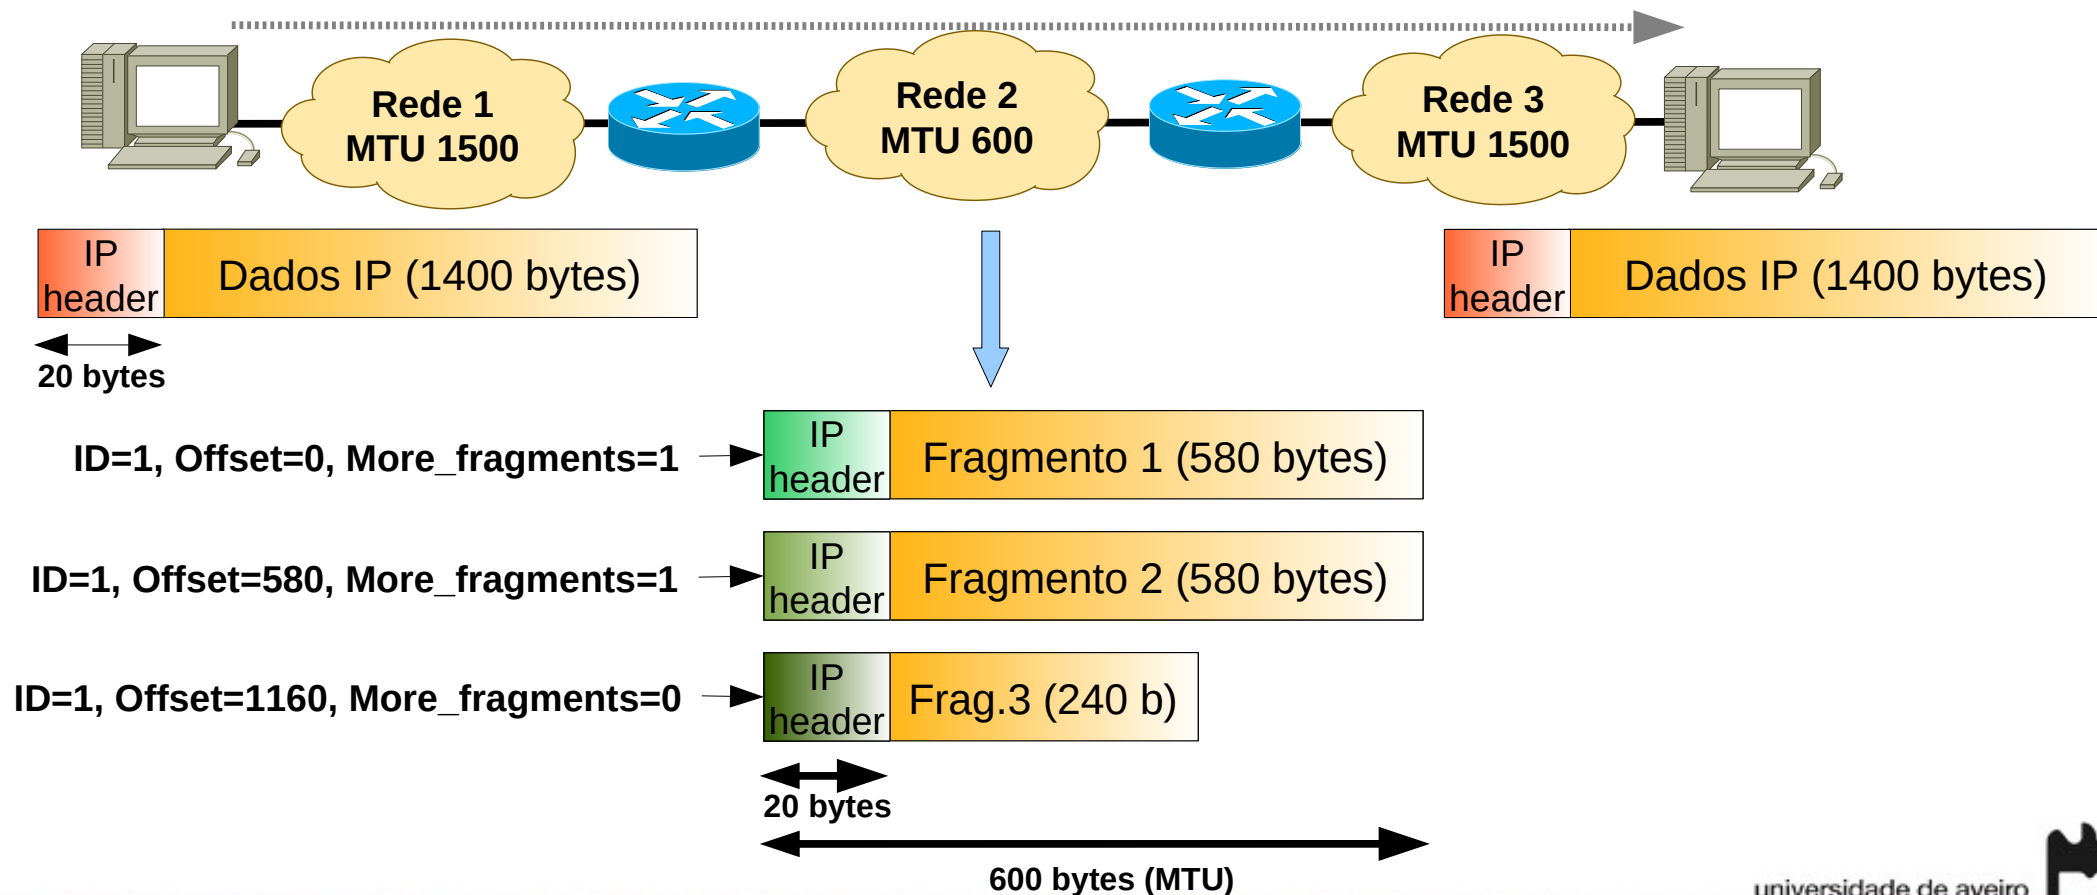 Rede 1
MTU 1500
Rede 2
MTU 600
Rede 3
MTU 1500
IP
header
Dados IP (1400 bytes)
IP
header
Dados IP (1400 bytes)
20 bytes
ID=1, Offset=0, More_fragments=1
IP
header
Fragmento 1 (580 bytes)
ID=1, Offset=580, More_fragments=1
IP
header
Fragmento 2 (580 bytes)
ID=1, Offset=1160, More_fragments=0
IP
header
Frag.3 (240 b)
20 bytes
600 bytes (MTU)
universidade de aveiro